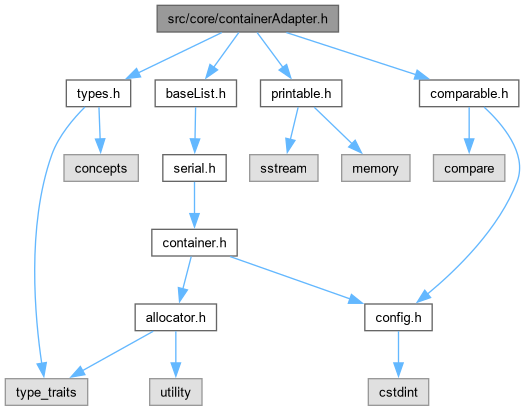 src/core/containerAdapter.h
types.h
baseList.h
printable.h
comparable.h
concepts
serial.h
sstream
memory
compare
container.h
allocator.h
config.h
type_traits
utility
cstdint